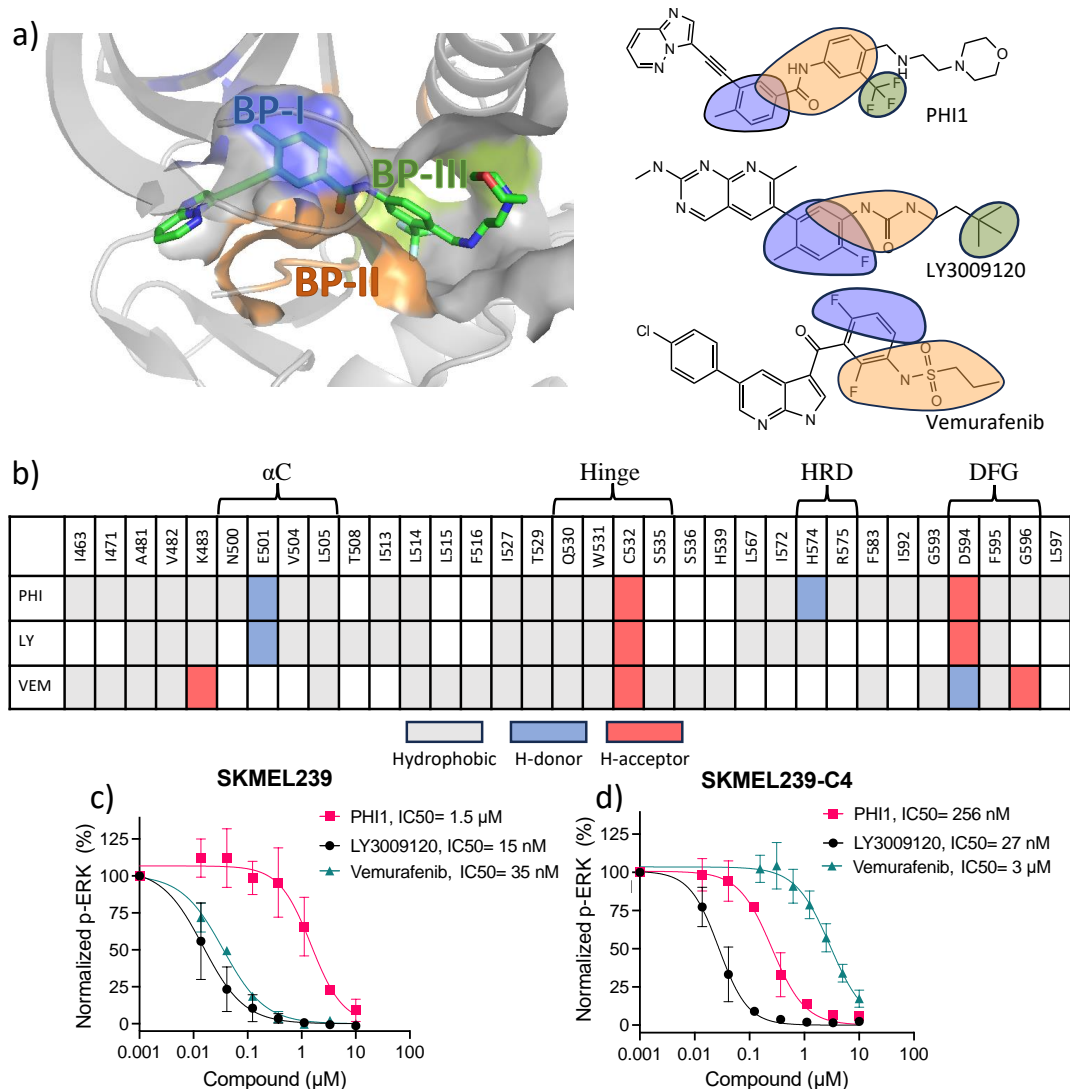 a)
BP-I
BP-III
BP-II
N
N
N
HN
O
N
H
N
O
F
F
F
PHI1
N
H
N
N
N
N
N
N
O
F
LY3009120
Cl
O
F
F
N
O
S
O
N
N
H
Vemurafenib
b)
αC
Hinge
HRD
DFG
I463 I471 A481 V482 K483 N500 E501 V504 L505 T508 I513 L514 L515 F516 I527 T529 Q530 W531 C532 S535 S536 H539 L567 I572 H574 R575 F583 I592 G593 D594 F595 G596 L597
PHI
LY
VEM
Hydrophobic H-donor H-acceptor
c)
SKMEL239
PHI1, IC50= 1.5 µM
LY3009120, IC50= 15 nM
Vemurafenib, IC50= 35 nM
Normalized p-ERK (%)
125
100
75
50
25
0
0.001 0.01 0.1 1 10 100
Compound (µM)
d)
SKMEL239-C4
PHI1, IC50= 256 nM
LY3009120, IC50= 27 nM
Vemurafenib, IC50= 3 µM
Normalized p-ERK (%)
125
100
75
50
25
0
0.001 0.01 0.1 1 10 100
Compound (µM)